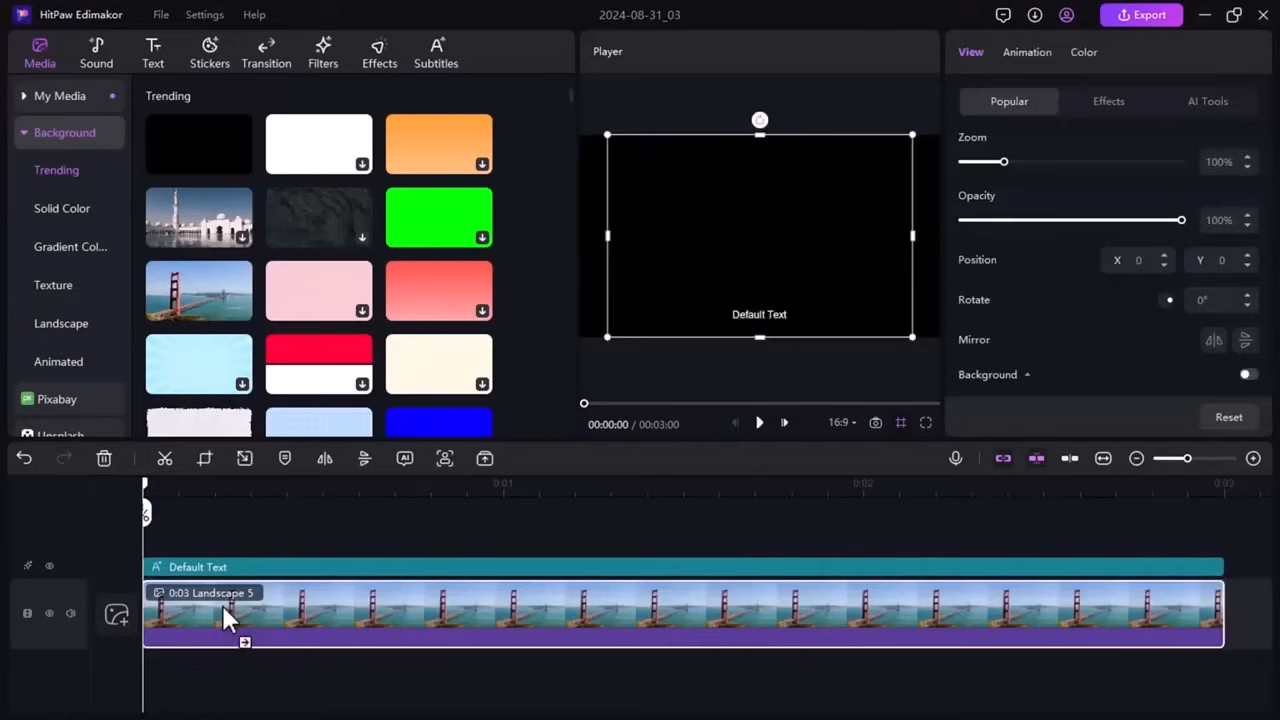 HitPaw Edimakor File Settings Help 2024-08-31_03 Export
Media Sound Text Stickers Transition Filters Effects Subtitles
My Media
Background
Trending
Solid Color
Gradient Col...
Texture
Landscape
Animated
Pixabay
Unsplash
Trending
Player
Default Text
00:00:00 / 00:03:00 16:9
View Animation Color
Popular Effects AI Tools
Zoom
100%
Opacity
100%
Position X 0 Y 0
Rotate 0°
Mirror
Background
Reset
AI
0:01 0:02 0:03
A Default Text
0:03 Landscape 5